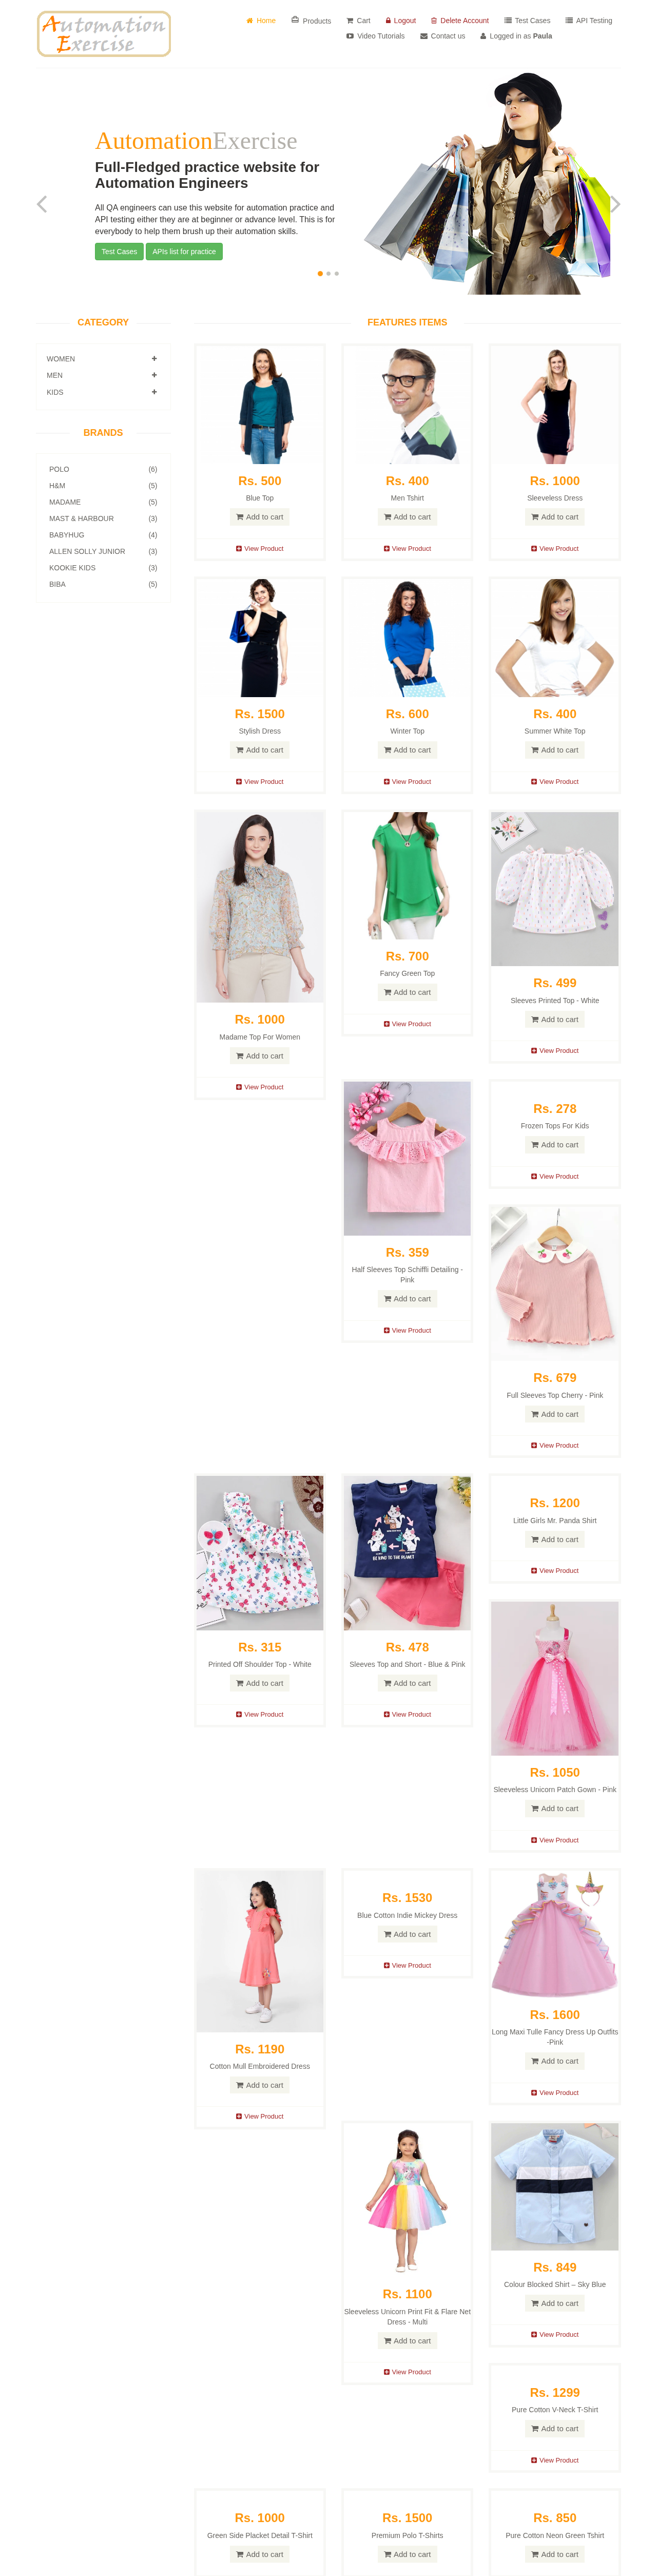 Automation
Exercise
Home
Products
Cart
Logout
Delete Account
Test Cases
API Testing
Video Tutorials
Contact us
Logged in as Paula
AutomationExercise
Full-Fledged practice website for
Automation Engineers
All QA engineers can use this website for automation practice and
API testing either they are at beginner or advance level. This is for
everybody to help them brush up their automation skills.
Test Cases
APIs list for practice
CATEGORY
WOMEN
MEN
KIDS
BRANDS
POLO (6)
H&M (5)
MADAME (5)
MAST & HARBOUR (3)
BABYHUG (4)
ALLEN SOLLY JUNIOR (3)
KOOKIE KIDS (3)
BIBA (5)
FEATURES ITEMS
Rs. 500
Blue Top
Add to cart
View Product
Rs. 400
Men Tshirt
Add to cart
View Product
Rs. 1000
Sleeveless Dress
Add to cart
View Product
Rs. 1500
Stylish Dress
Add to cart
View Product
Rs. 600
Winter Top
Add to cart
View Product
Rs. 400
Summer White Top
Add to cart
View Product
Rs. 1000
Madame Top For Women
Add to cart
View Product
Rs. 700
Fancy Green Top
Add to cart
View Product
Rs. 499
Sleeves Printed Top - White
Add to cart
View Product
Rs. 359
Half Sleeves Top Schiffli Detailing -
Pink
Add to cart
View Product
Rs. 278
Frozen Tops For Kids
Add to cart
View Product
Rs. 679
Full Sleeves Top Cherry - Pink
Add to cart
View Product
Rs. 315
Printed Off Shoulder Top - White
Add to cart
View Product
BE KIND TO THE PLANET
Rs. 478
Sleeves Top and Short - Blue & Pink
Add to cart
View Product
Rs. 1200
Little Girls Mr. Panda Shirt
Add to cart
View Product
Rs. 1050
Sleeveless Unicorn Patch Gown - Pink
Add to cart
View Product
Rs. 1190
Cotton Mull Embroidered Dress
Add to cart
View Product
Rs. 1530
Blue Cotton Indie Mickey Dress
Add to cart
View Product
Rs. 1600
Long Maxi Tulle Fancy Dress Up Outfits
-Pink
Add to cart
View Product
Rs. 1100
Sleeveless Unicorn Print Fit & Flare Net
Dress - Multi
Add to cart
View Product
Rs. 849
Colour Blocked Shirt – Sky Blue
Add to cart
View Product
Rs. 1299
Pure Cotton V-Neck T-Shirt
Add to cart
View Product
Rs. 1000
Green Side Placket Detail T-Shirt
Add to cart
Rs. 1500
Premium Polo T-Shirts
Add to cart
Rs. 850
Pure Cotton Neon Green Tshirt
Add to cart